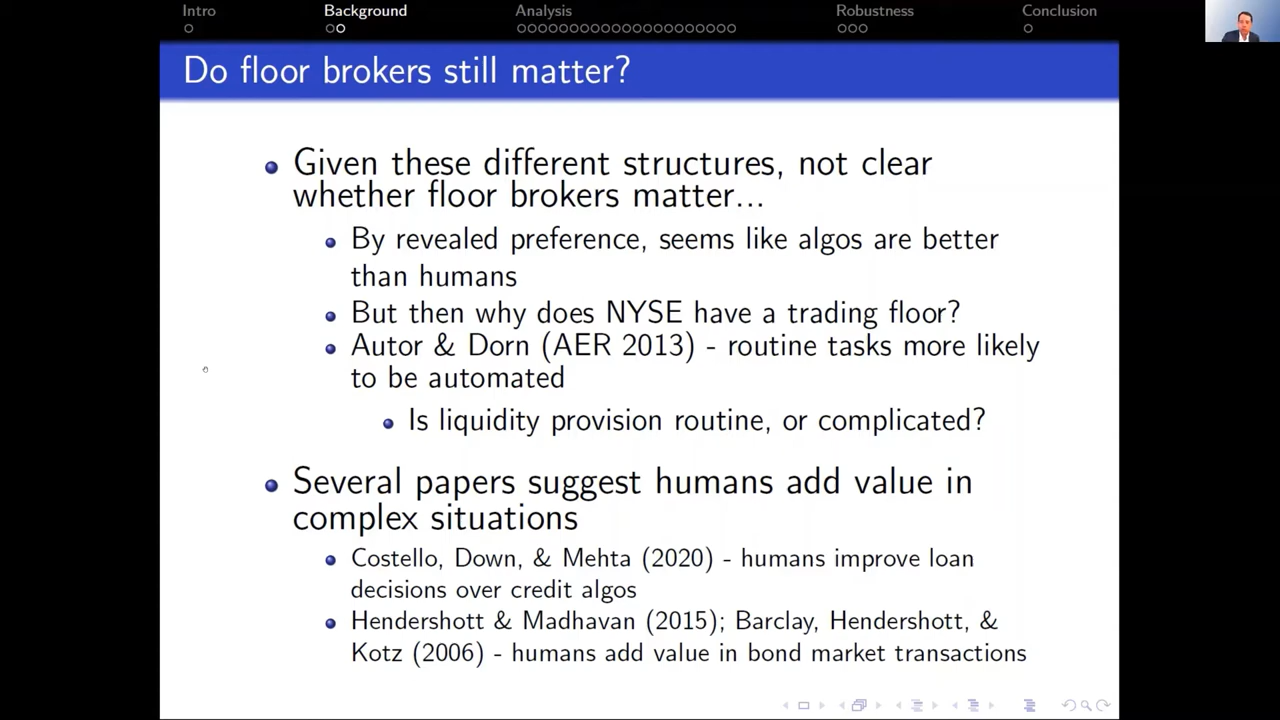 Intro Background Analysis Robustness Conclusion
Do floor brokers still matter?
Given these different structures, not clear
whether floor brokers matter...
By revealed preference, seems like algos are better
than humans
But then why does NYSE have a trading floor?
Autor & Dorn (AER 2013) - routine tasks more likely
to be automated
Is liquidity provision routine, or complicated?
Several papers suggest humans add value in
complex situations
Costello, Down, & Mehta (2020) - humans improve loan
decisions over credit algos
Hendershott & Madhavan (2015); Barclay, Hendershott, &
Kotz (2006) - humans add value in bond market transactions